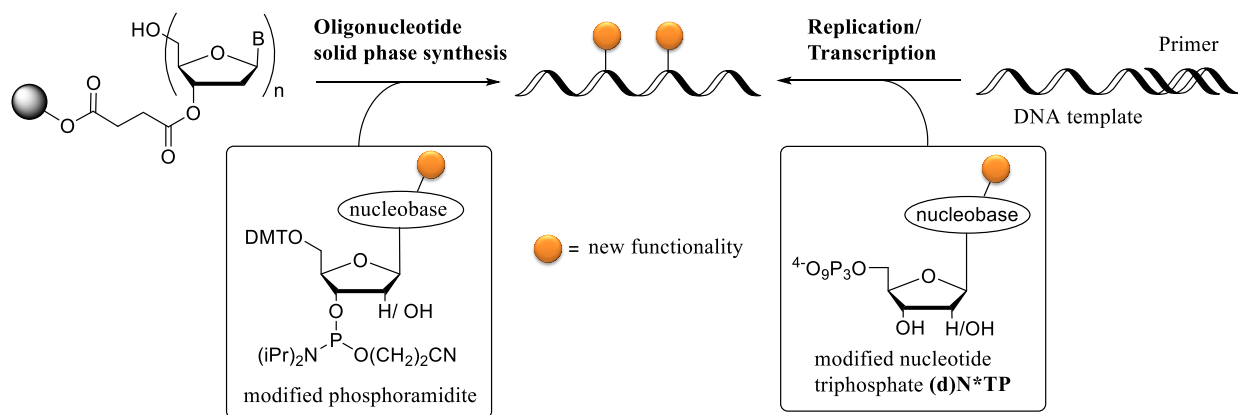 HO
O
B
n
O
O
O
O
Oligonucleotide
solid phase synthesis
Replication/
Transcription
Primer
DNA template
nucleobase
DMTO
O
O
H/ OH
P
(iPr)₂N
O(CH₂)₂CN
modified phosphoramidite
= new functionality
nucleobase
⁴⁻O₉P₃O
O
OH
H/OH
modified nucleotide
triphosphate (d)N*TP